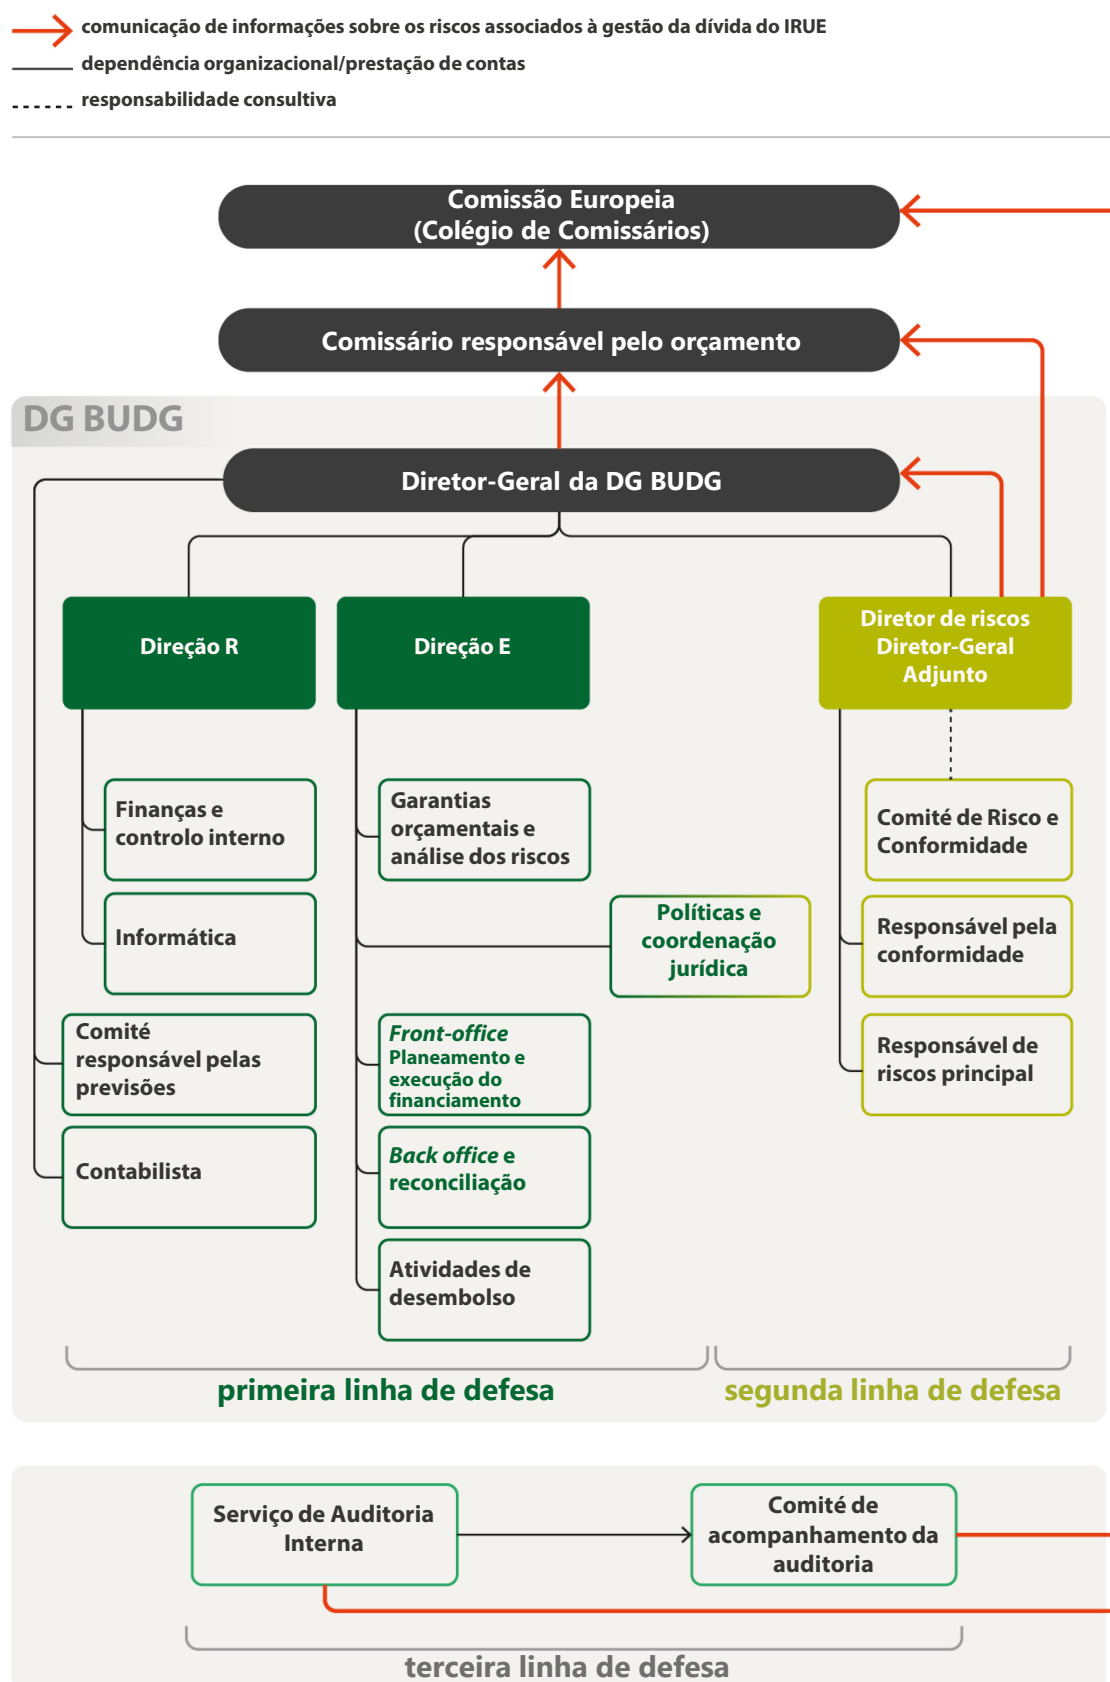 comunicação de informações sobre os riscos associados à gestão da dívida do IRUE
dependência organizacional/prestação de contas
responsabilidade consultiva
Comissão Europeia
(Colégio de Comissários)
Comissário responsável pelo orçamento
DG BUDG
Diretor-Geral da DG BUDG
Direção R
Direção E
Diretor de riscos
Diretor-Geral
Adjunto
Finanças e
controlo interno
Informática
Comité
responsável pelas
previsões
Contabilista
Garantias
orçamentais e
análise dos riscos
Políticas e
coordenação
jurídica
Front-office
Planeamento e
execução do
financiamento
Back office e
reconciliação
Atividades de
desembolso
Comité de Risco e
Conformidade
Responsável pela
conformidade
Responsável de
riscos principal
primeira linha de defesa
segunda linha de defesa
Serviço de Auditoria
Interna
Comité de
acompanhamento da
auditoria
terceira linha de defesa